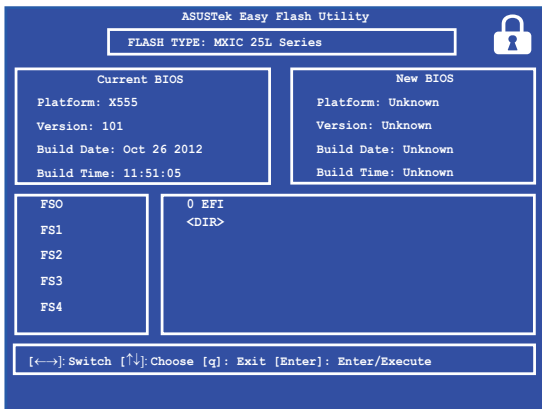 ASUSTek Easy Flash Utility
FLASH TYPE: MXIC 25L Series
Current BIOS
Platform: X555
Version: 101
Build Date: Oct 26 2012
Build Time: 11:51:05
New BIOS
Platform: Unknown
Version: Unknown
Build Date: Unknown
Build Time: Unknown
FSO
FS1
FS2
FS3
FS4
0 EFI
<DIR>
[←→]: Switch [↑↓]: Choose [q]: Exit [Enter]: Enter/Execute